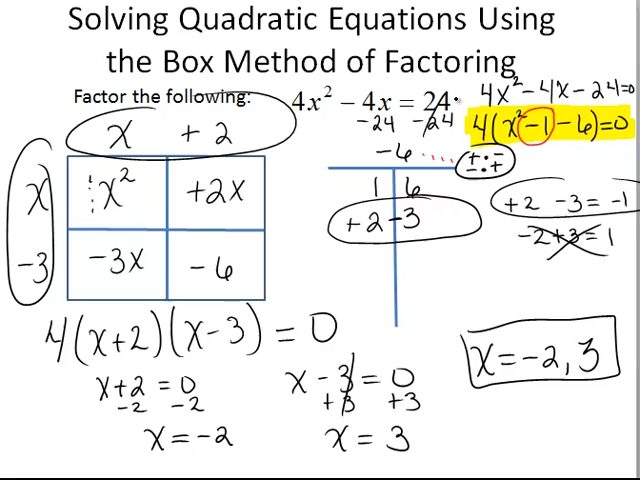 Solving Quadratic Equations Using
the Box Method of Factoring
Factor the following:
4x² − 4x = 24
−24 −24
4x² − 4x − 24 = 0
4(x² − 1 − 6) = 0
−6 ...... + ÷ +
− · −
x + 2
x x² +2x
−3 −3x −6
1 6
+2 −3
+2 −3 = −1
−2 + 3 = 1
4(x+2)(x−3) = 0
x+2 = 0
−2 −2
x = −2
x − 3 = 0
+3 +3
x = 3
x = −2, 3